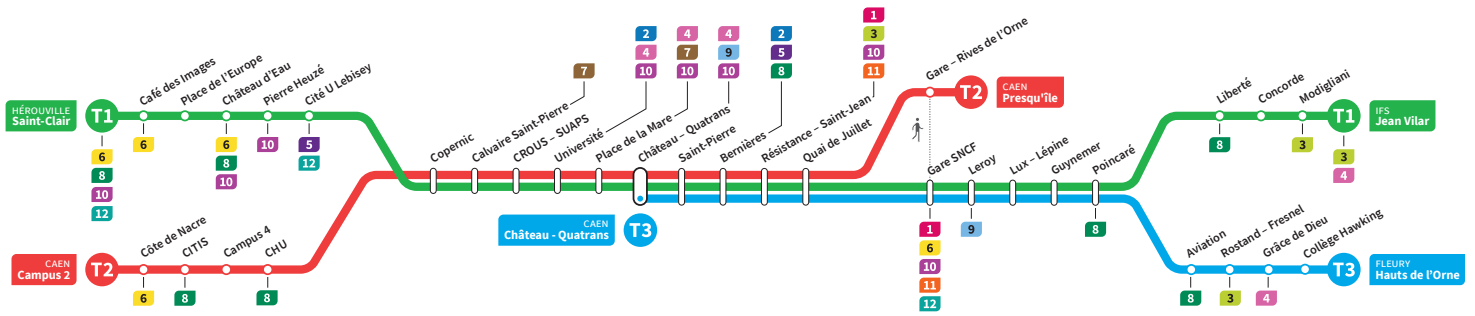 HÉROUVILLE
Saint-Clair
T1
6
8
10
12
Café des Images
6
Place de l'Europe
Château d'Eau
6
8
10
Pierre Heuzé
10
Cité U Lebisey
5
12
CAEN
Campus 2
T2
Côte de Nacre
6
CITIS
8
Campus 4
CHU
8
Copernic
Calvaire Saint-Pierre
7
CROUS – SUAPS
Université
2
4
10
Place de la Mare
4
7
10
Château – Quatrans
4
9
10
CAEN
Château - Quatrans
T3
Saint-Pierre
Bernières
2
5
8
Résistance – Saint-Jean
1
3
10
11
Quai de Juillet
Gare – Rives de l'Orne
T2
CAEN
Presqu'île
Gare SNCF
1
6
10
11
12
Leroy
9
Lux – Lépine
Guynemer
Poincaré
8
Liberté
8
Concorde
Modigliani
3
T1
IFS
Jean Vilar
3
4
Aviation
8
Rostand – Fresnel
3
Grâce de Dieu
4
Collège Hawking
T3
FLEURY
Hauts de l'Orne